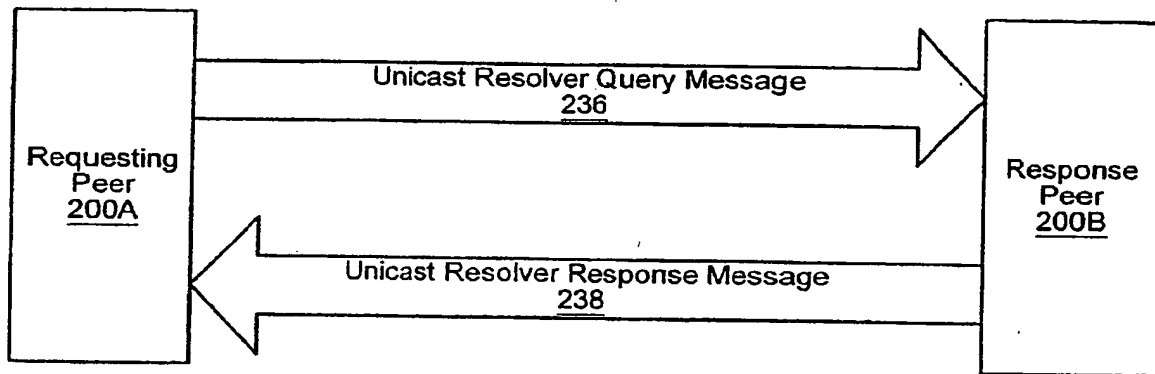 Unicast Resolver Query Message
236
Requesting
Peer
200A
Response
Peer
200B
Unicast Resolver Response Message
238